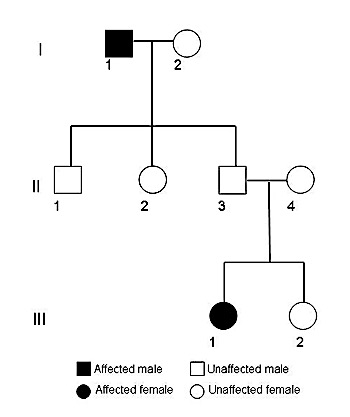 I
1
2
II
1
2
3
4
III
1
2
Affected male
Unaffected male
Affected female
Unaffected female